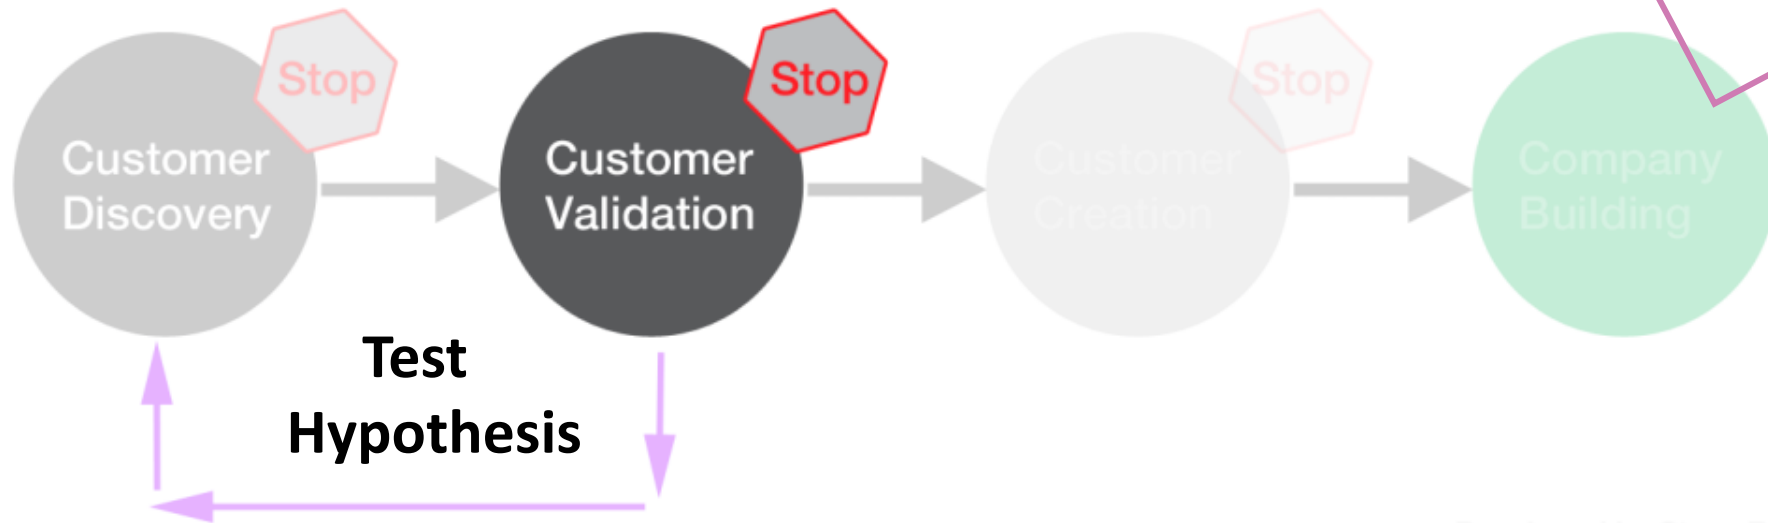 Stop
Customer
Discovery
Stop
Customer
Validation
Stop
Customer
Creation
Company
Building
Test
Hypothesis